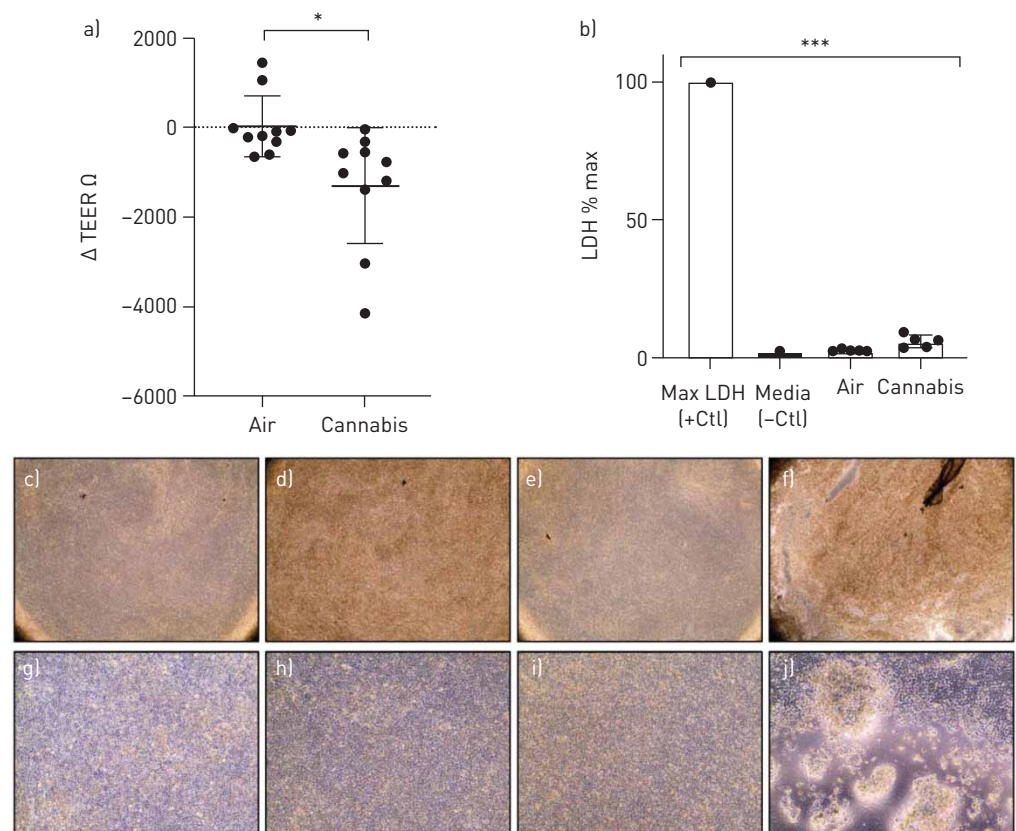 a)
*
2000
0
−2000
−4000
−6000
Δ TEER Ω
Air Cannabis
b)
***
100
50
0
LDH % max
Max LDH
(+Ctl)
Media
(−Ctl)
Air
Cannabis
c)
d)
e)
f)
g)
h)
i)
j)